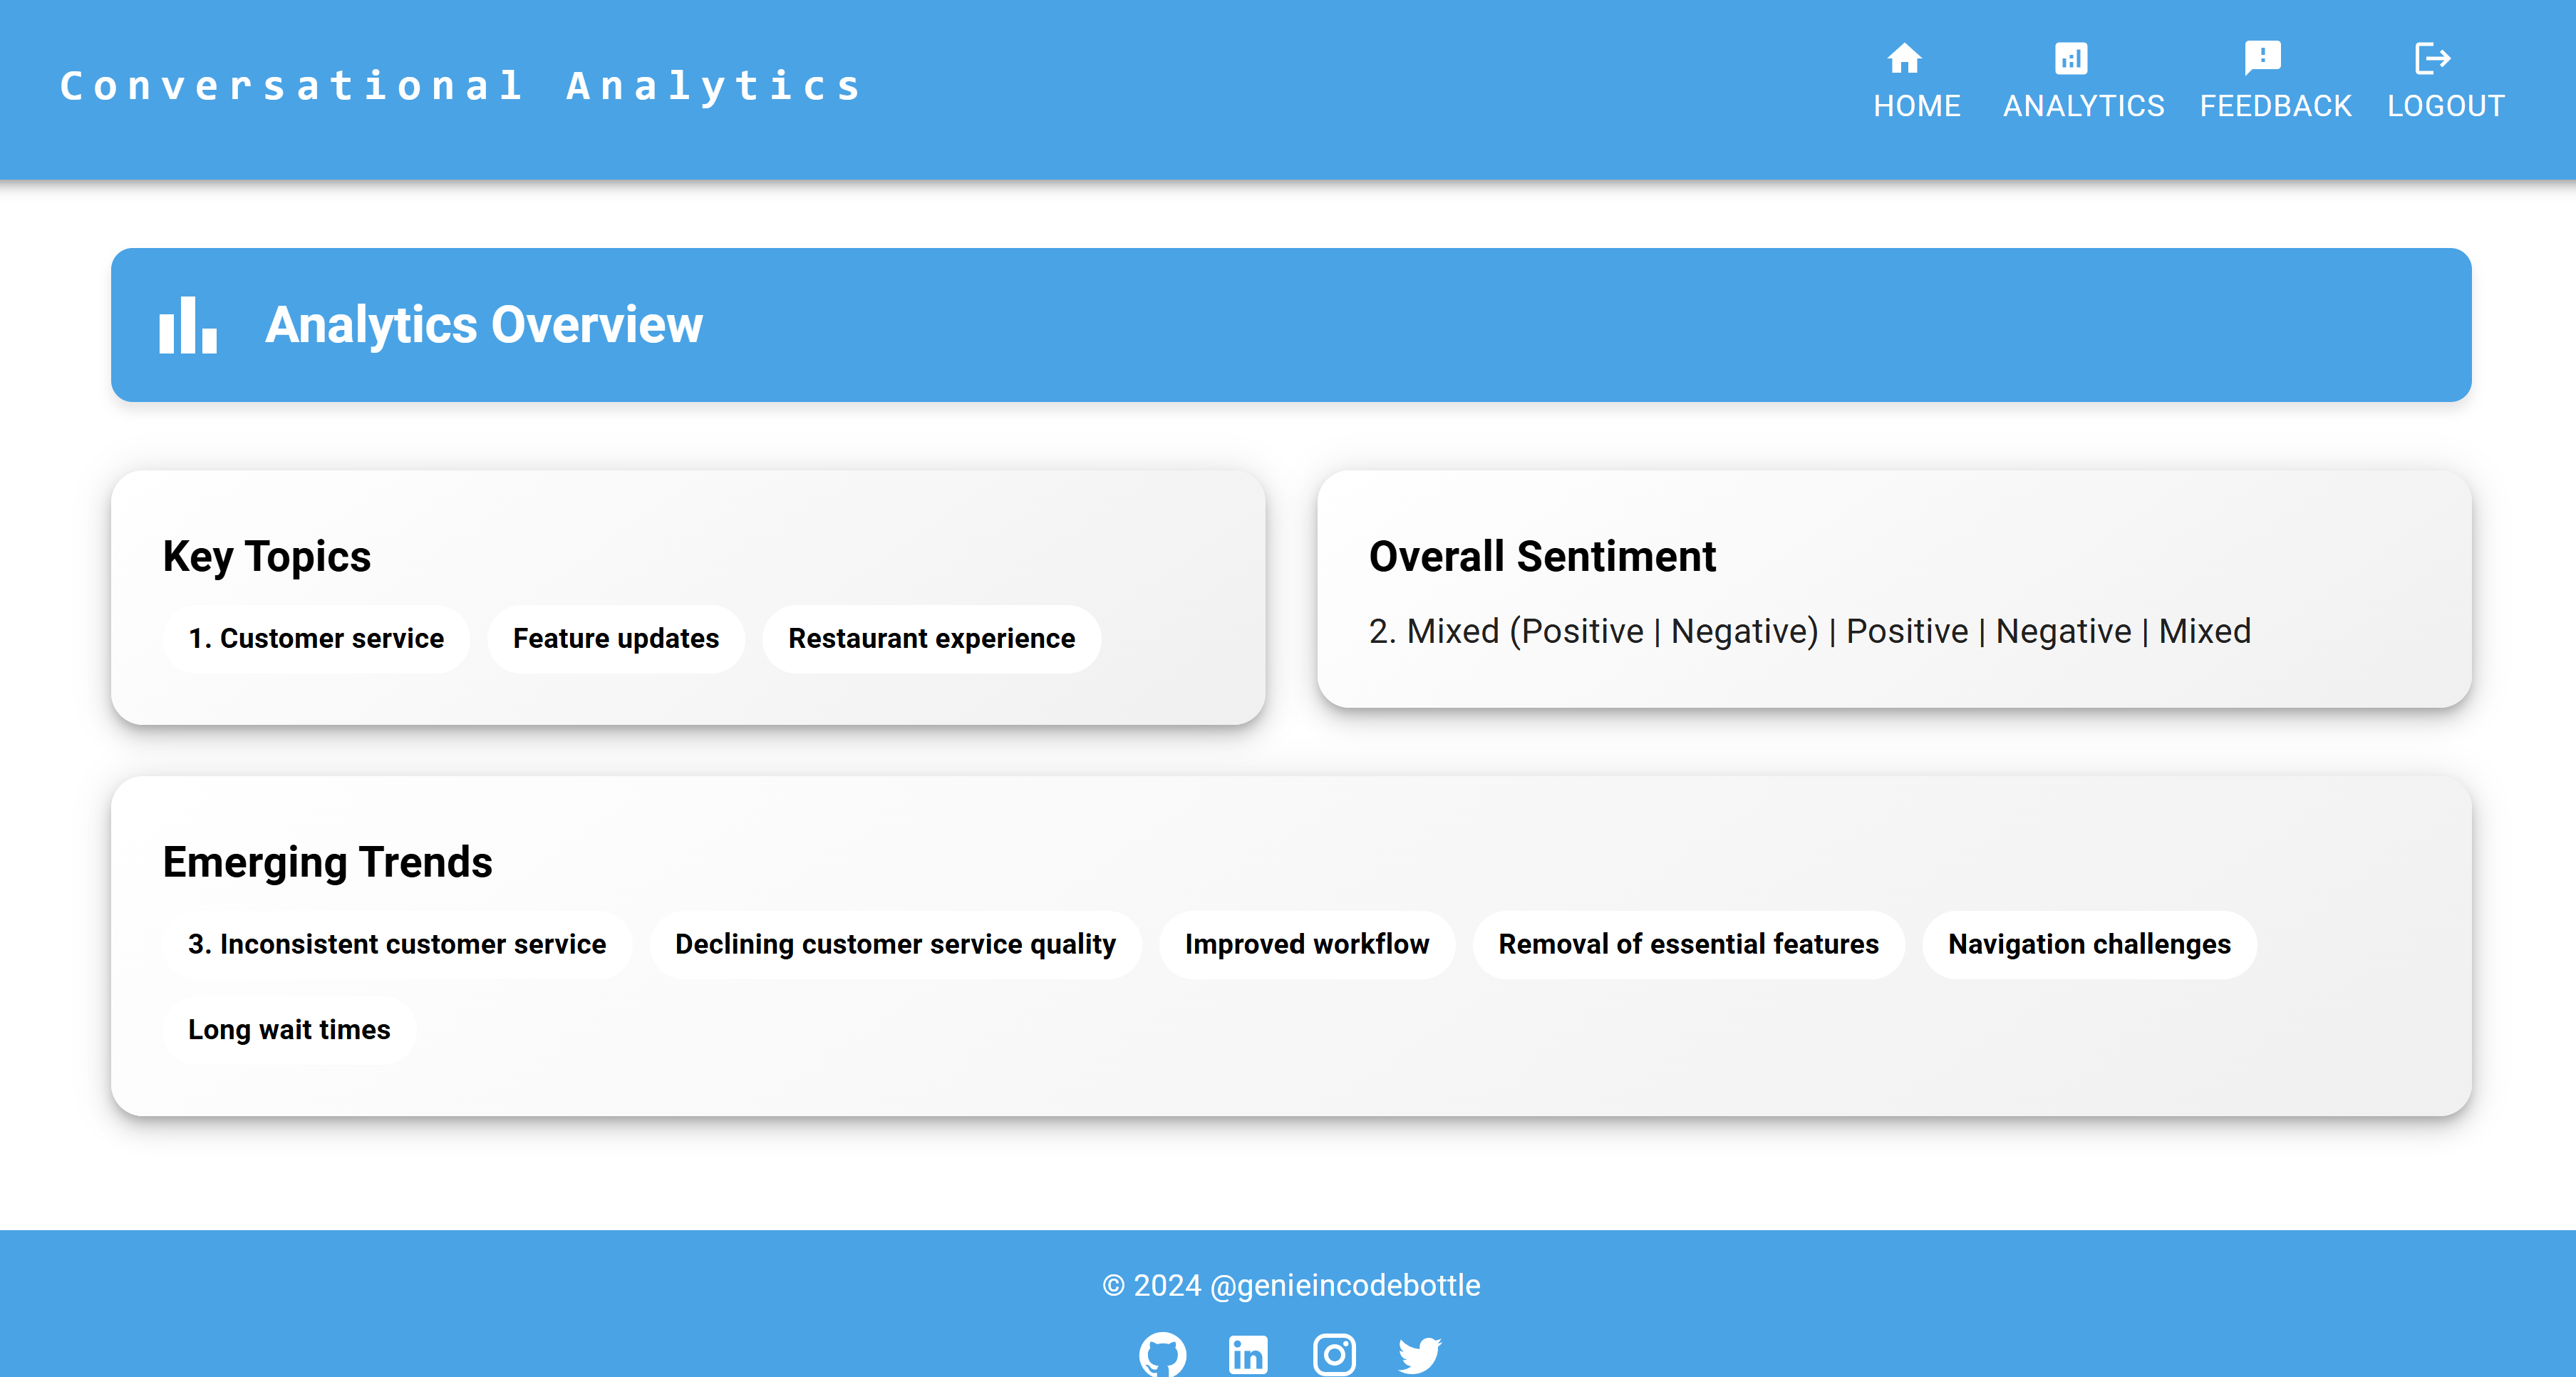 Conversational Analytics
HOME ANALYTICS FEEDBACK LOGOUT
Analytics Overview
Key Topics
1. Customer service Feature updates Restaurant experience
Overall Sentiment
2. Mixed (Positive | Negative) | Positive | Negative | Mixed
Emerging Trends
3. Inconsistent customer service Declining customer service quality Improved workflow Removal of essential features Navigation challenges
Long wait times
© 2024 @genieincodebottle